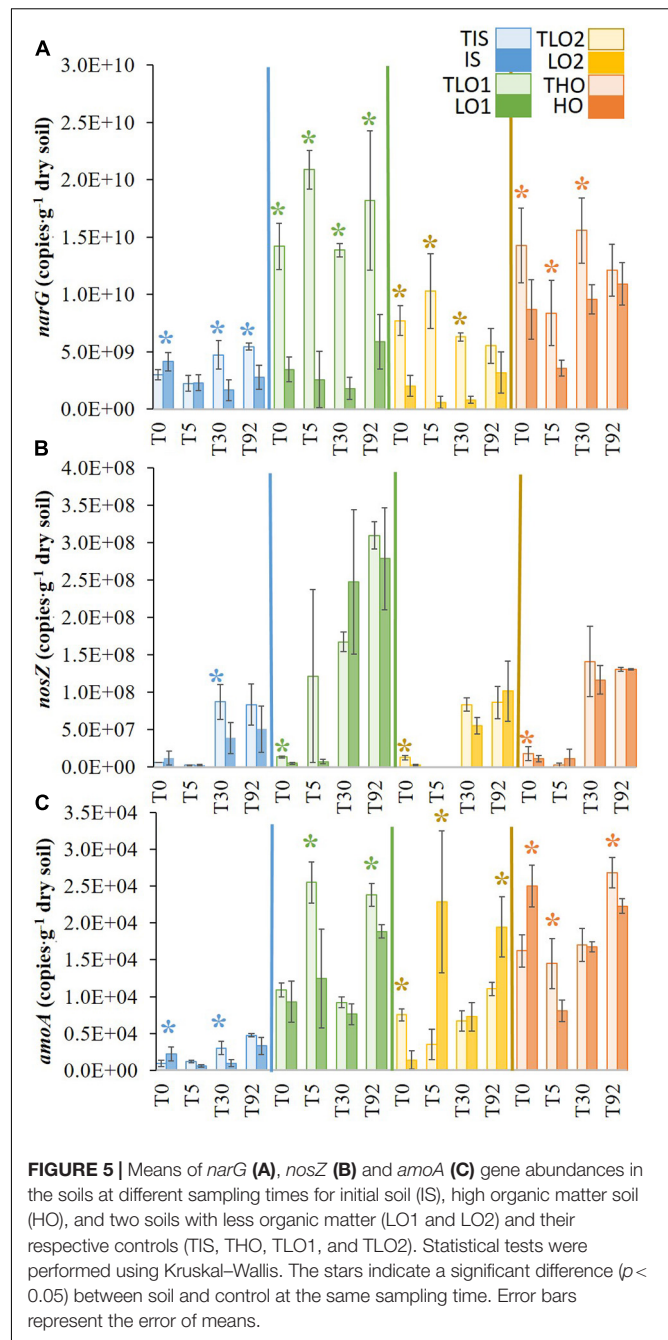 A
TIS
IS
TLO1
LO1
TLO2
LO2
THO
HO
narG (copies·g-1 dry soil)
3.0E+10
2.5E+10
2.0E+10
1.5E+10
1.0E+10
5.0E+09
0.0E+00
* * * * * * * * * * * *
T0 T5 T30 T92 T0 T5 T30 T92 T0 T5 T30 T92 T0 T5 T30 T92
B
nosZ (copies·g-1 dry soil)
4.0E+08
3.5E+08
3.0E+08
2.5E+08
2.0E+08
1.5E+08
1.0E+08
5.0E+07
0.0E+00
* * * *
T0 T5 T30 T92 T0 T5 T30 T92 T0 T5 T30 T92 T0 T5 T30 T92
C
amoA (copies·g-1 dry soil)
3.5E+04
3.0E+04
2.5E+04
2.0E+04
1.5E+04
1.0E+04
5.0E+03
0.0E+00
* * * * * * * * * *
T0 T5 T30 T92 T0 T5 T30 T92 T0 T5 T30 T92 T0 T5 T30 T92
FIGURE 5 | Means of narG (A), nosZ (B) and amoA (C) gene abundances in
the soils at different sampling times for initial soil (IS), high organic matter soil
(HO), and two soils with less organic matter (LO1 and LO2) and their
respective controls (TIS, THO, TLO1, and TLO2). Statistical tests were
performed using Kruskal–Wallis. The stars indicate a significant difference (p <
0.05) between soil and control at the same sampling time. Error bars
represent the error of means.